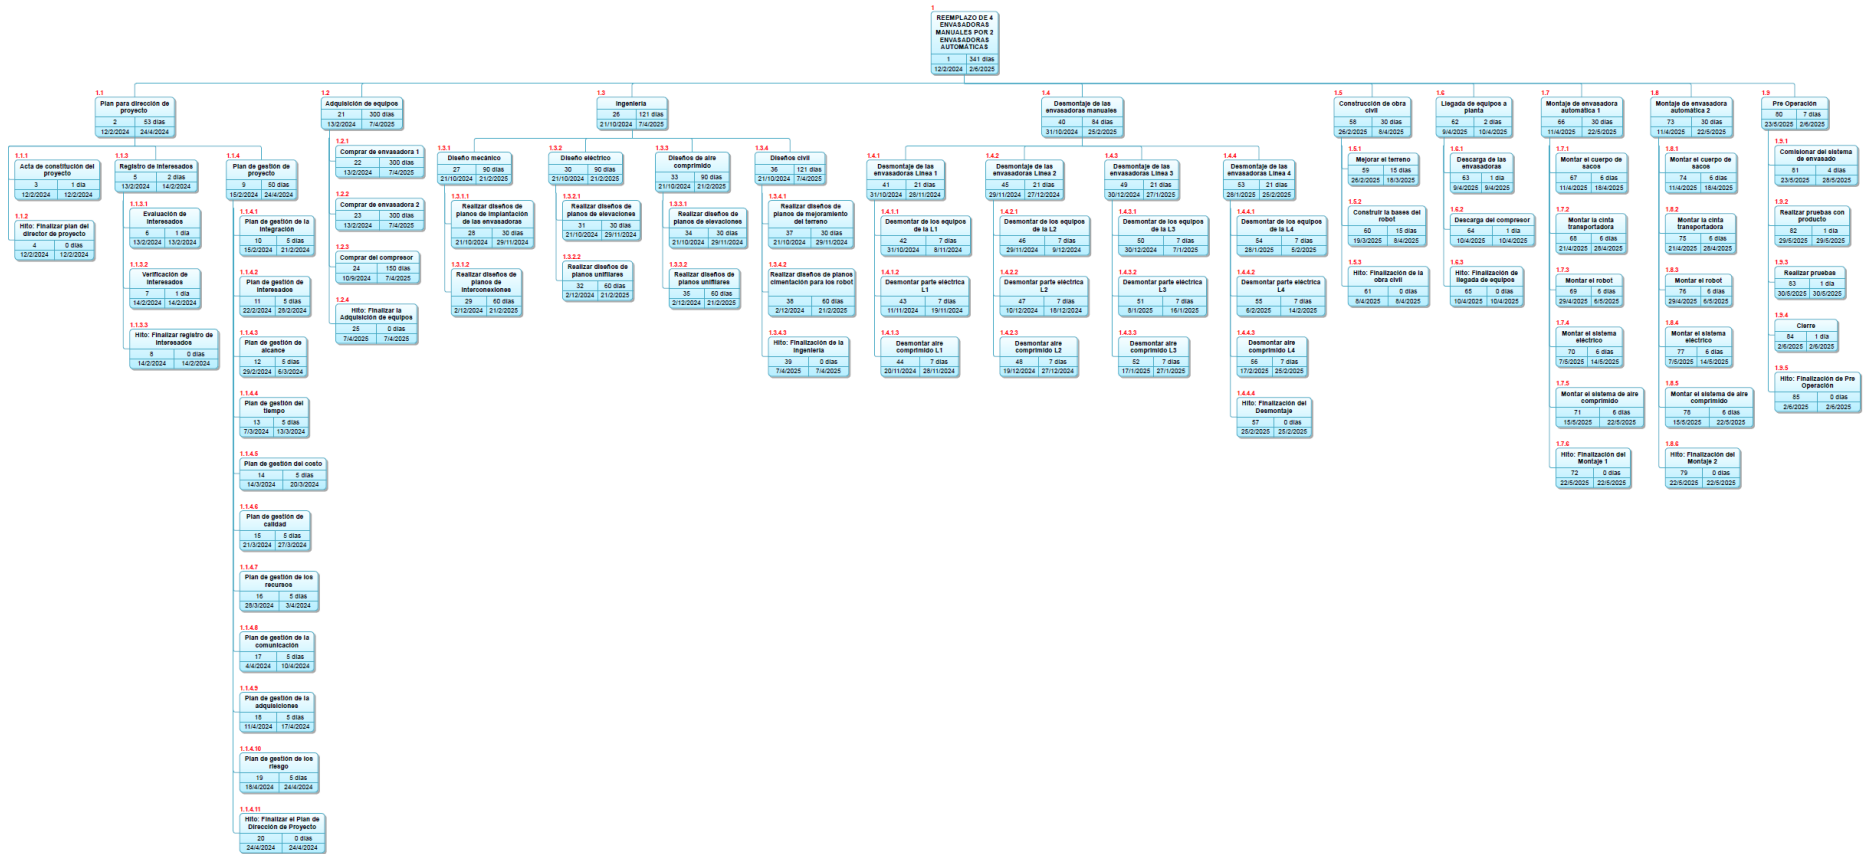 1
REEMPLAZO DE 4
ENVASADORAS
MANUALES POR 2
ENVASADORAS
AUTOMÁTICAS
1 341 días
12/2/2024 2/6/2025
1.1
Plan para dirección de
proyecto
2 53 días
12/2/2024 24/4/2024
1.1.1
Acta de constitución del
proyecto
3 1 día
12/2/2024 12/2/2024
1.1.2
Hito: Finalizar plan del
director de proyecto
4 0 días
12/2/2024 12/2/2024
1.1.3
Registro de Interesados
5 2 días
13/2/2024 14/2/2024
1.1.3.1
Evaluación de
Interesados
6 1 día
13/2/2024 13/2/2024
1.1.3.2
Verificación de
Interesados
7 1 día
14/2/2024 14/2/2024
1.1.3.3
Hito: Finalizar registro de
Interesados
8 0 días
14/2/2024 14/2/2024
1.1.4
Plan de gestión de
proyecto
9 50 días
15/2/2024 24/4/2024
1.1.4.1
Plan de gestión de la
Integración
10 5 días
15/2/2024 21/2/2024
1.1.4.2
Plan de gestión de
Interesados
11 5 días
22/2/2024 28/2/2024
1.1.4.3
Plan de gestión de
alcance
12 5 días
29/2/2024 6/3/2024
1.1.4.4
Plan de gestión del
tiempo
13 5 días
7/3/2024 13/3/2024
1.1.4.5
Plan de gestión del costo
14 5 días
14/3/2024 20/3/2024
1.1.4.6
Plan de gestión de
calidad
15 5 días
21/3/2024 27/3/2024
1.1.4.7
Plan de gestión de los
recursos
16 5 días
28/3/2024 3/4/2024
1.1.4.8
Plan de gestión de la
comunicación
17 5 días
4/4/2024 10/4/2024
1.1.4.9
Plan de gestión de la
adquisiciones
18 5 días
11/4/2024 17/4/2024
1.1.4.10
Plan de gestión de los
riesgo
19 5 días
18/4/2024 24/4/2024
1.1.4.11
Hito: Finalizar el Plan de
Dirección de Proyecto
20 0 días
24/4/2024 24/4/2024
1.2
Adquisición de equipos
21 300 días
13/2/2024 7/4/2025
1.2.1
Comprar de envasadora 1
22 300 días
13/2/2024 7/4/2025
1.2.2
Comprar de envasadora 2
23 300 días
13/2/2024 7/4/2025
1.2.3
Comprar del compresor
24 150 días
10/9/2024 7/4/2025
1.2.4
Hito: Finalizar la
Adquisición de equipos
25 0 días
7/4/2025 7/4/2025
1.3
Ingeniería
26 121 días
21/10/2024 7/4/2025
1.3.1
Diseño mecánico
27 90 días
21/10/2024 21/2/2025
1.3.1.1
Realizar diseños de
planos de Implantación
de las envasadoras
28 30 días
21/10/2024 29/11/2024
1.3.1.2
Realizar diseños de
planos de
Interconexiones
29 60 días
2/12/2024 21/2/2025
1.3.2
Diseño eléctrico
30 90 días
21/10/2024 21/2/2025
1.3.2.1
Realizar diseños de
planos de elevaciones
31 30 días
21/10/2024 29/11/2024
1.3.2.2
Realizar diseños de
planos unifilares
32 60 días
2/12/2024 21/2/2025
1.3.3
Diseños de aire
comprimido
33 90 días
21/10/2024 21/2/2025
1.3.3.1
Realizar diseños de
planos de elevaciones
34 30 días
21/10/2024 29/11/2024
1.3.3.2
Realizar diseños de
planos unifilares
35 60 días
2/12/2024 21/2/2025
1.3.4
Diseños civil
36 121 días
21/10/2024 7/4/2025
1.3.4.1
Realizar diseños de
planos de mejoramiento
del terreno
37 30 días
21/10/2024 29/11/2024
1.3.4.2
Realizar diseños de planos
cimentación para los robot
38 60 días
2/12/2024 21/2/2025
1.3.4.3
Hito: Finalización de la
Ingeniería
39 0 días
7/4/2025 7/4/2025
1.4
Desmontaje de las
envasadoras manuales
40 84 días
31/10/2024 25/2/2025
1.4.1
Desmontaje de las
envasadoras Linea 1
41 21 días
31/10/2024 28/11/2024
1.4.1.1
Desmontar de los equipos
de la L1
42 7 días
31/10/2024 8/11/2024
1.4.1.2
Desmontar parte eléctrica
L1
43 7 días
11/11/2024 19/11/2024
1.4.1.3
Desmontar aire
comprimido L1
44 7 días
20/11/2024 28/11/2024
1.4.2
Desmontaje de las
envasadoras Linea 2
45 21 días
29/11/2024 27/12/2024
1.4.2.1
Desmontar de los equipos
de la L2
46 7 días
29/11/2024 9/12/2024
1.4.2.2
Desmontar parte eléctrica
L2
47 7 días
10/12/2024 18/12/2024
1.4.2.3
Desmontar aire
comprimido L2
48 7 días
19/12/2024 27/12/2024
1.4.3
Desmontaje de las
envasadoras Linea 3
49 21 días
30/12/2024 27/1/2025
1.4.3.1
Desmontar de los equipos
de la L3
50 7 días
30/12/2024 7/1/2025
1.4.3.2
Desmontar parte eléctrica
L3
51 7 días
8/1/2025 16/1/2025
1.4.3.3
Desmontar aire
comprimido L3
52 7 días
17/1/2025 27/1/2025
1.4.4
Desmontaje de las
envasadoras Linea 4
53 21 días
28/1/2025 25/2/2025
1.4.4.1
Desmontar de los equipos
de la L4
54 7 días
28/1/2025 5/2/2025
1.4.4.2
Desmontar parte eléctrica
L4
55 7 días
6/2/2025 14/2/2025
1.4.4.3
Desmontar aire
comprimido L4
56 7 días
17/2/2025 25/2/2025
1.4.4.4
Hito: Finalización del
Desmontaje
57 0 días
25/2/2025 25/2/2025
1.5
Construcción de obra
civil
58 30 días
26/2/2025 8/4/2025
1.5.1
Mejorar el terreno
59 15 días
26/2/2025 18/3/2025
1.5.2
Construir la bases del
robot
60 15 días
19/3/2025 8/4/2025
1.5.3
Hito: Finalización de la
obra civil
61 0 días
8/4/2025 8/4/2025
1.6
Llegada de equipos a
planta
62 2 días
9/4/2025 10/4/2025
1.6.1
Descarga de las
envasadoras
63 1 día
9/4/2025 9/4/2025
1.6.2
Descarga del compresor
64 1 día
10/4/2025 10/4/2025
1.6.3
Hito: Finalización de
llegada de equipos
65 0 días
10/4/2025 10/4/2025
1.7
Montaje de envasadora
automática 1
66 30 días
11/4/2025 22/5/2025
1.7.1
Montar el cuerpo de
sacos
67 6 días
11/4/2025 18/4/2025
1.7.2
Montar la cinta
transportadora
68 6 días
21/4/2025 28/4/2025
1.7.3
Montar el robot
69 6 días
29/4/2025 6/5/2025
1.7.4
Montar el sistema
eléctrico
70 6 días
7/5/2025 14/5/2025
1.7.5
Montar el sistema de aire
comprimido
71 6 días
15/5/2025 22/5/2025
1.7.6
Hito: Finalización del
Montaje 1
72 0 días
22/5/2025 22/5/2025
1.8
Montaje de envasadora
automática 2
73 30 días
11/4/2025 22/5/2025
1.8.1
Montar el cuerpo de
sacos
74 6 días
11/4/2025 18/4/2025
1.8.2
Montar la cinta
transportadora
75 6 días
21/4/2025 28/4/2025
1.8.3
Montar el robot
76 6 días
29/4/2025 6/5/2025
1.8.4
Montar el sistema
eléctrico
77 6 días
7/5/2025 14/5/2025
1.8.5
Montar el sistema de aire
comprimido
78 6 días
15/5/2025 22/5/2025
1.8.6
Hito: Finalización del
Montaje 2
79 0 días
22/5/2025 22/5/2025
1.9
Pre Operación
80 7 días
23/5/2025 2/6/2025
1.9.1
Comisionar del sistema
de envasado
81 4 días
23/5/2025 28/5/2025
1.9.2
Realizar pruebas con
producto
82 1 día
29/5/2025 29/5/2025
1.9.3
Realizar pruebas
83 1 día
30/5/2025 30/5/2025
1.9.4
Cierre
84 1 día
2/6/2025 2/6/2025
1.9.5
Hito: Finalización de Pre
Operación
85 0 días
2/6/2025 2/6/2025